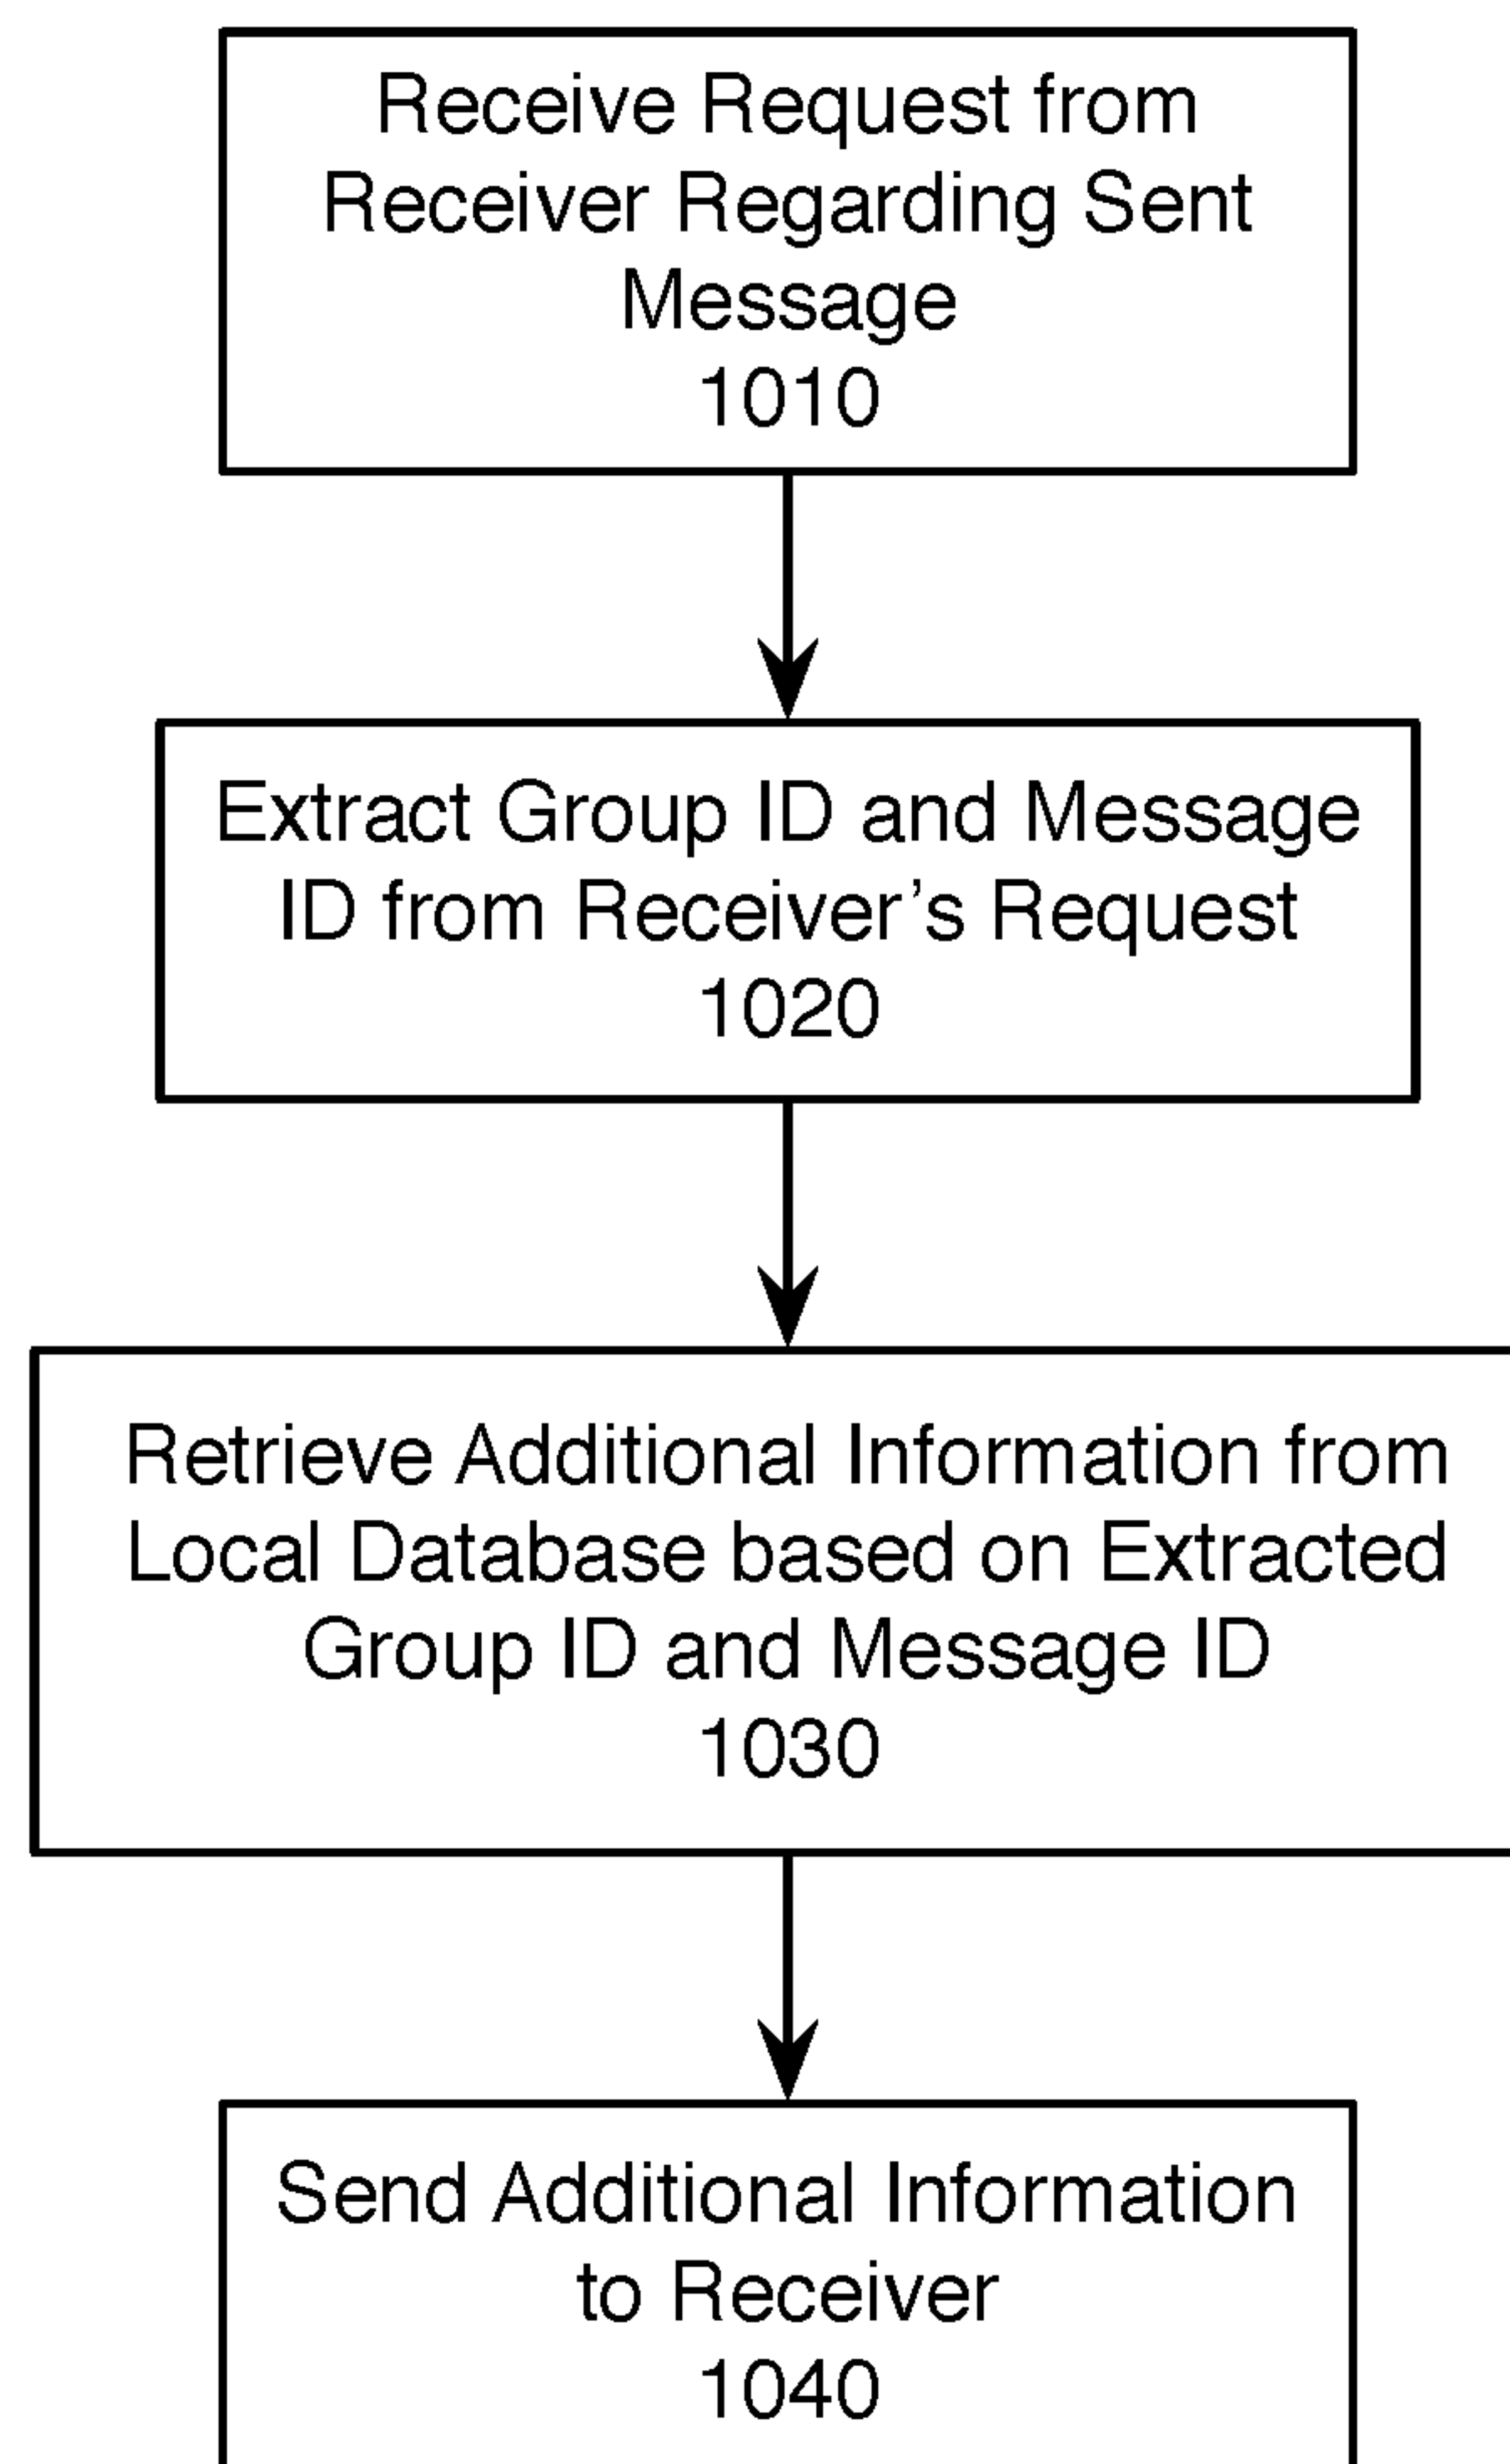 Receive Request from
Receiver Regarding Sent
Message
1010
Extract Group ID and Message
ID from Receiver’s Request
1020
Retrieve Additional Information from
Local Database based on Extracted
Group ID and Message ID
1030
Send Additional Information
to Receiver
1040